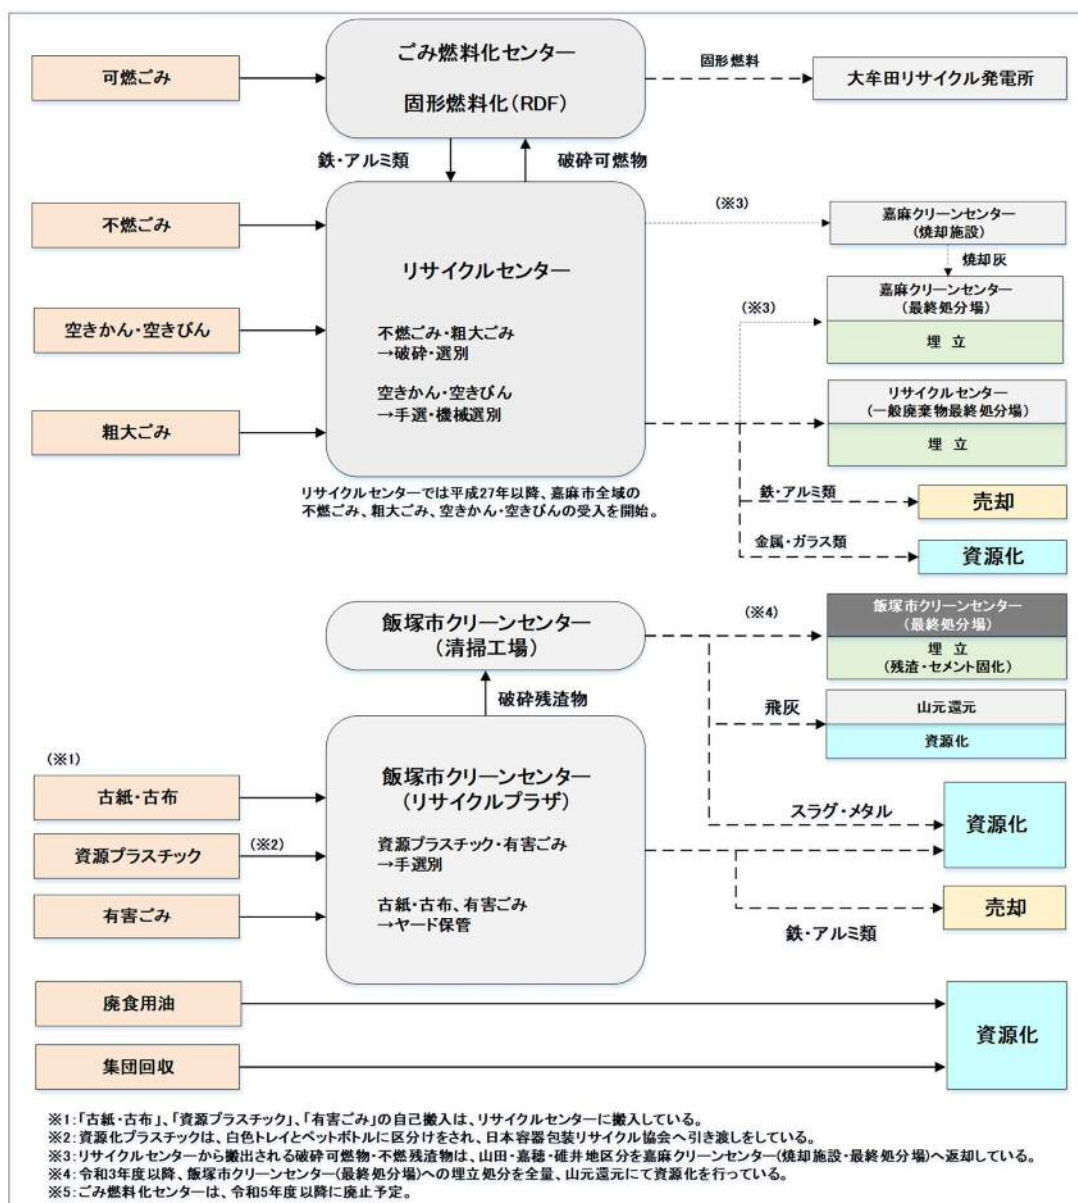 可燃ごみ
ごみ燃料化センター
固形燃料化(RDF)
固形燃料
大牟田リサイクル発電所
鉄・アルミ類
破砕可燃物
不燃ごみ
空きかん・空きびん
粗大ごみ
リサイクルセンター
不燃ごみ・粗大ごみ
→破砕・選別
空きかん・空きびん
→手選・機械選別
(※3)
嘉麻クリーンセンター
(焼却施設)
焼却灰
(※3)
嘉麻クリーンセンター
(最終処分場)
埋 立
リサイクルセンター
(一般廃棄物最終処分場)
埋 立
鉄・アルミ類
売却
金属・ガラス類
資源化
リサイクルセンターでは平成27年以降、嘉麻市全域の
不燃ごみ、粗大ごみ、空きかん・空きびんの受入を開始。
飯塚市クリーンセンター
(清掃工場)
(※4)
飯塚市クリーンセンター
(最終処分場)
埋 立
(残渣・セメント固化)
破砕残渣物
飛灰
山元還元
資源化
(※1)
古紙・古布
資源プラスチック
(※2)
有害ごみ
飯塚市クリーンセンター
(リサイクルプラザ)
資源プラスチック・有害ごみ
→手選別
古紙・古布、有害ごみ
→ヤード保管
スラグ・メタル
資源化
売却
鉄・アルミ類
廃食用油
集団回収
資源化
※1:「古紙・古布」、「資源プラスチック」、「有害ごみ」の自己搬入は、リサイクルセンターに搬入している。
※2:資源化プラスチックは、白色トレイとペットボトルに区分けをされ、日本容器包装リサイクル協会へ引き渡しをしている。
※3:リサイクルセンターから搬出される破砕可燃物・不燃残渣物は、山田・嘉穂・碓井地区分を嘉麻クリーンセンター(焼却施設・最終処分場)へ返却している。
※4:令和3年度以降、飯塚市クリーンセンター(最終処分場)への埋立処分を全量、山元還元にて資源化を行っている。
※5:ごみ燃料化センターは、令和5年度以降に廃止予定。